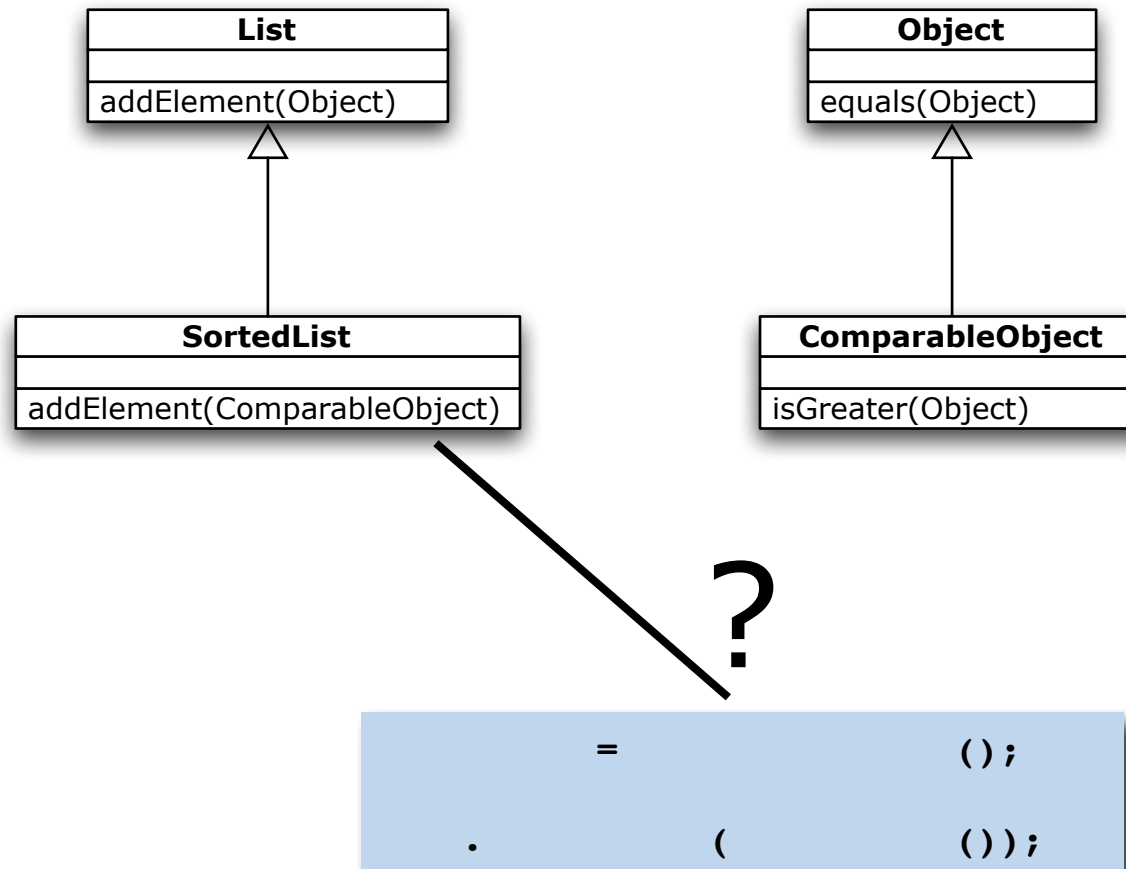 List
addElement(Object)
Object
equals(Object)
SortedList
addElement(ComparableObject)
ComparableObject
isGreater(Object)
?
= ();
. ( ());